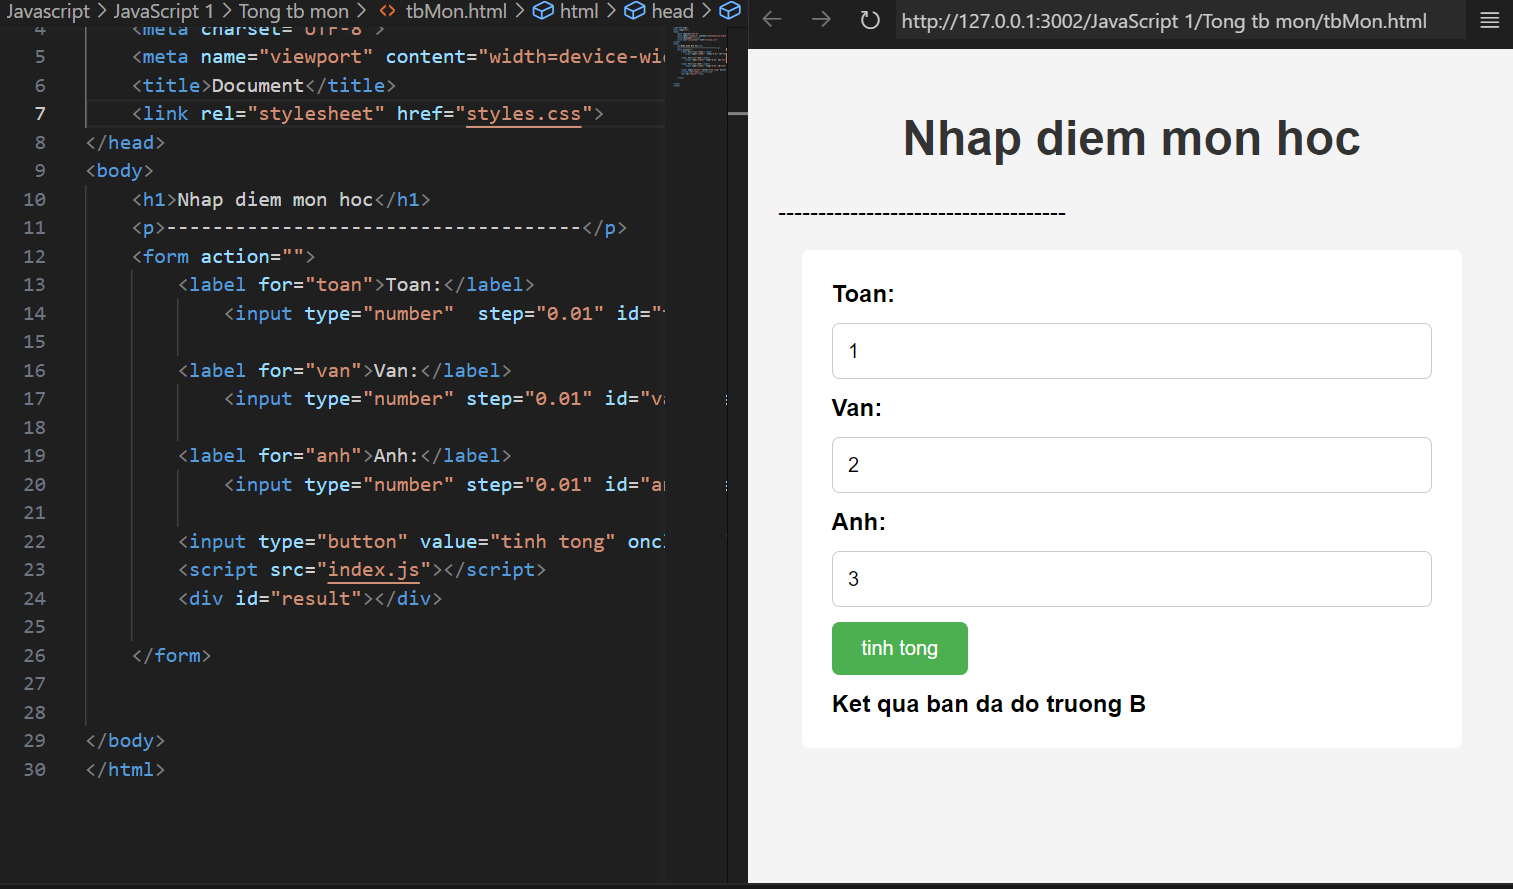 Javascript > JavaScript 1 > Tong tb mon > <> tbMon.html > html > head >
4 <meta charset="UTF-8">
5 <meta name="viewport" content="width=device-wi
6 <title>Document</title>
7 <link rel="stylesheet" href="styles.css">
8 </head>
9 <body>
10 <h1>Nhap diem mon hoc</h1>
11 <p>------------------------------------</p>
12 <form action="">
13 <label for="toan">Toan:</label>
14 <input type="number"  step="0.01" id="
15
16 <label for="van">Van:</label>
17 <input type="number" step="0.01" id="va
18
19 <label for="anh">Anh:</label>
20 <input type="number" step="0.01" id="an
21
22 <input type="button" value="tinh tong" onc
23 <script src="index.js"></script>
24 <div id="result"></div>
25
26 </form>
27
28
29 </body>
30 </html>
http://127.0.0.1:3002/JavaScript 1/Tong tb mon/tbMon.html
Nhap diem mon hoc
------------------------------------
Toan:
1
Van:
2
Anh:
3
tinh tong
Ket qua ban da do truong B